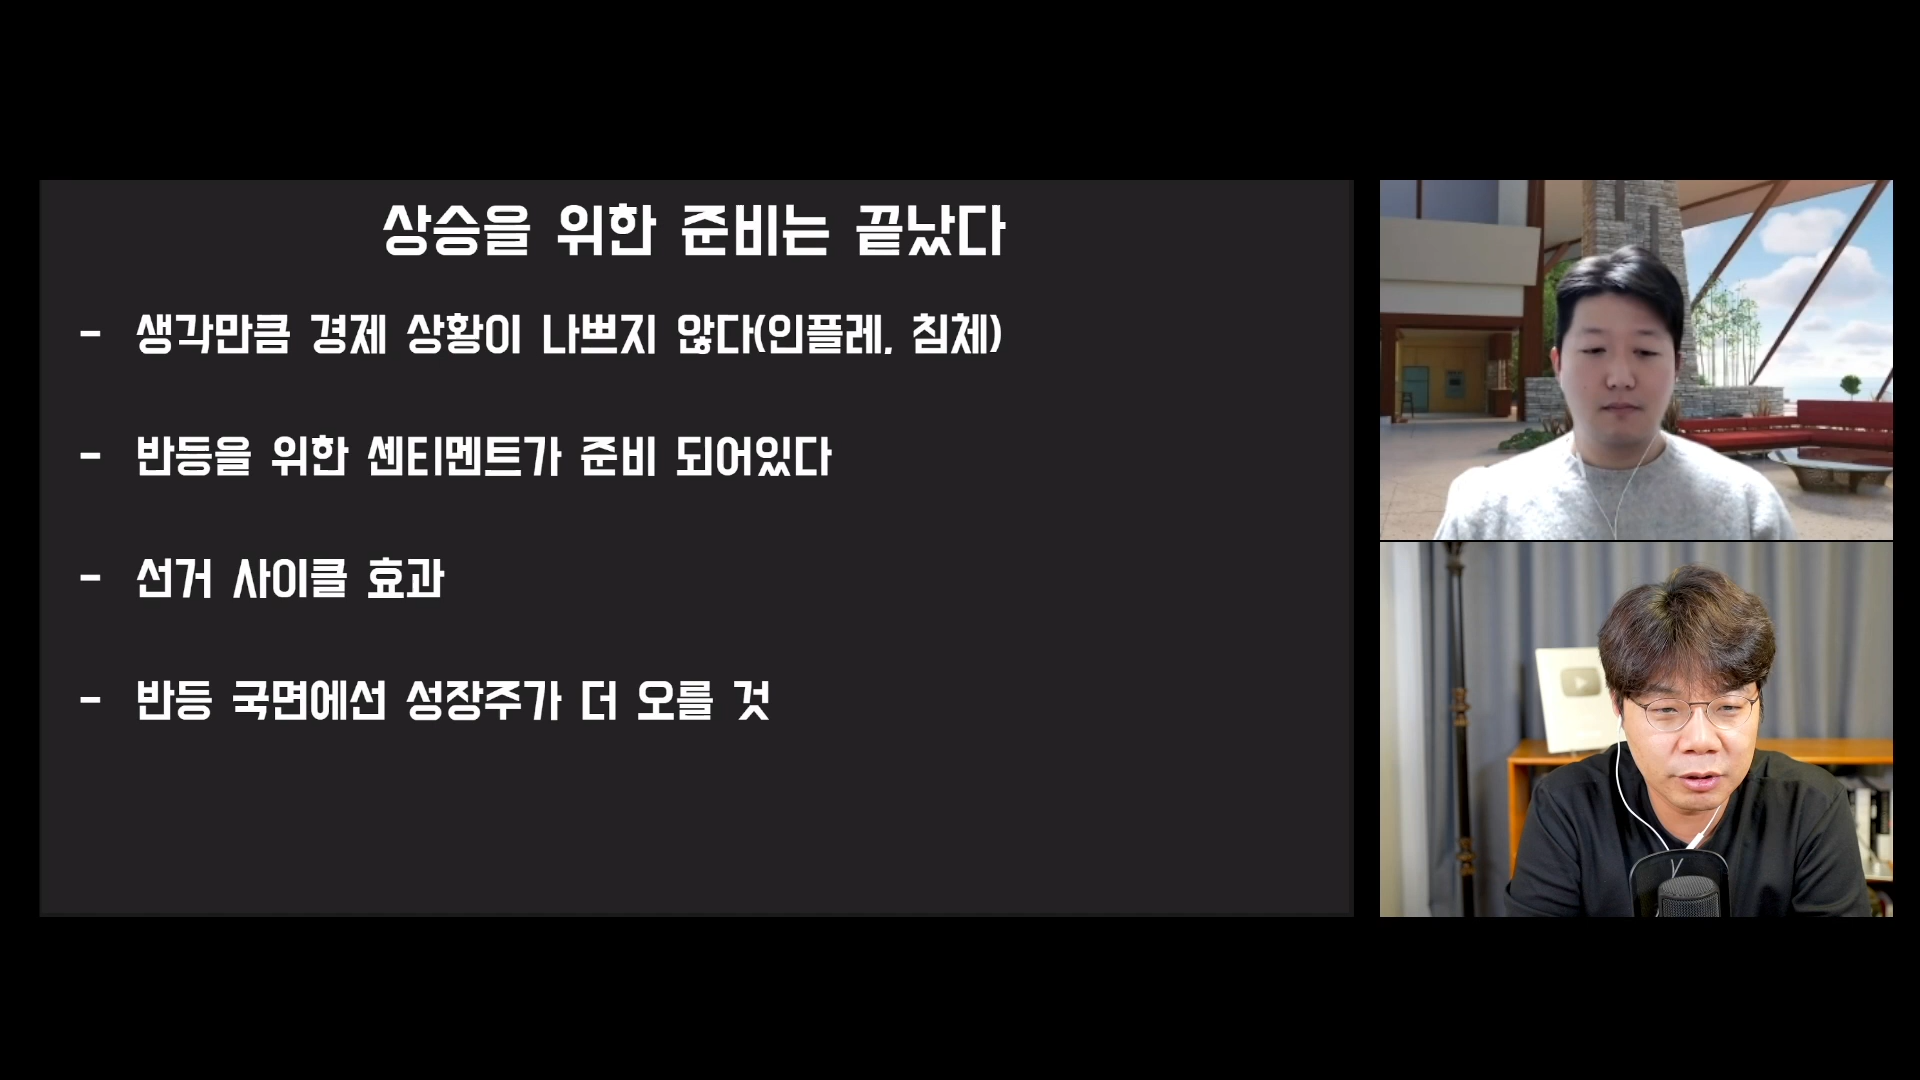 상승을 위한 준비는 끝났다
- 생각만큼 경제 상황이 나쁘지 않다(인플레, 침체)
- 반등을 위한 센티멘트가 준비 되어있다
- 선거 사이클 효과
- 반등 국면에선 성장주가 더 오를 것